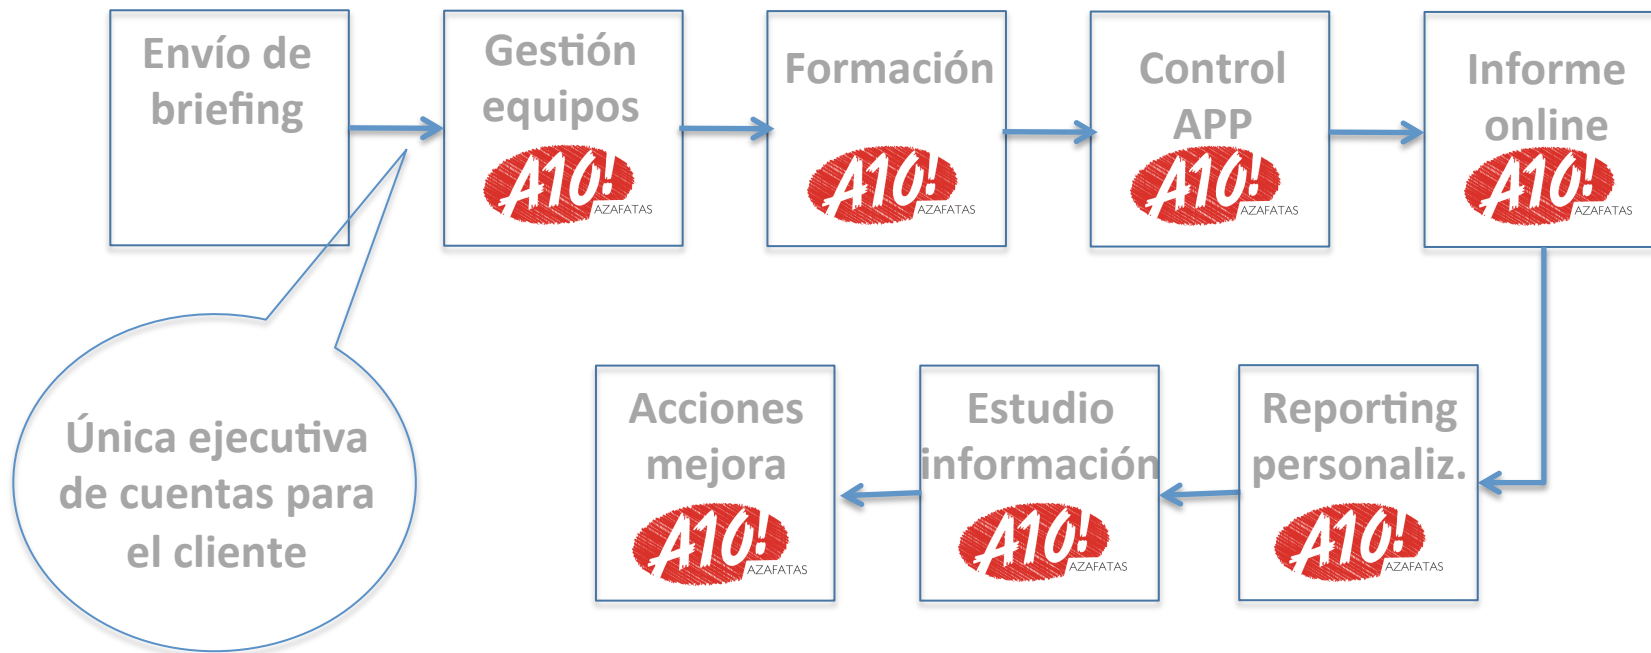 Envío de
briefing
Gestión
equipos
A10!
AZAFATAS
Formación
A10!
AZAFATAS
Control
APP
A10!
AZAFATAS
Informe
online
A10!
AZAFATAS
Única ejecutiva
de cuentas para
el cliente
Acciones
mejora
A10!
AZAFATAS
Estudio
información
A10!
AZAFATAS
Reporting
personaliz.
A10!
AZAFATAS